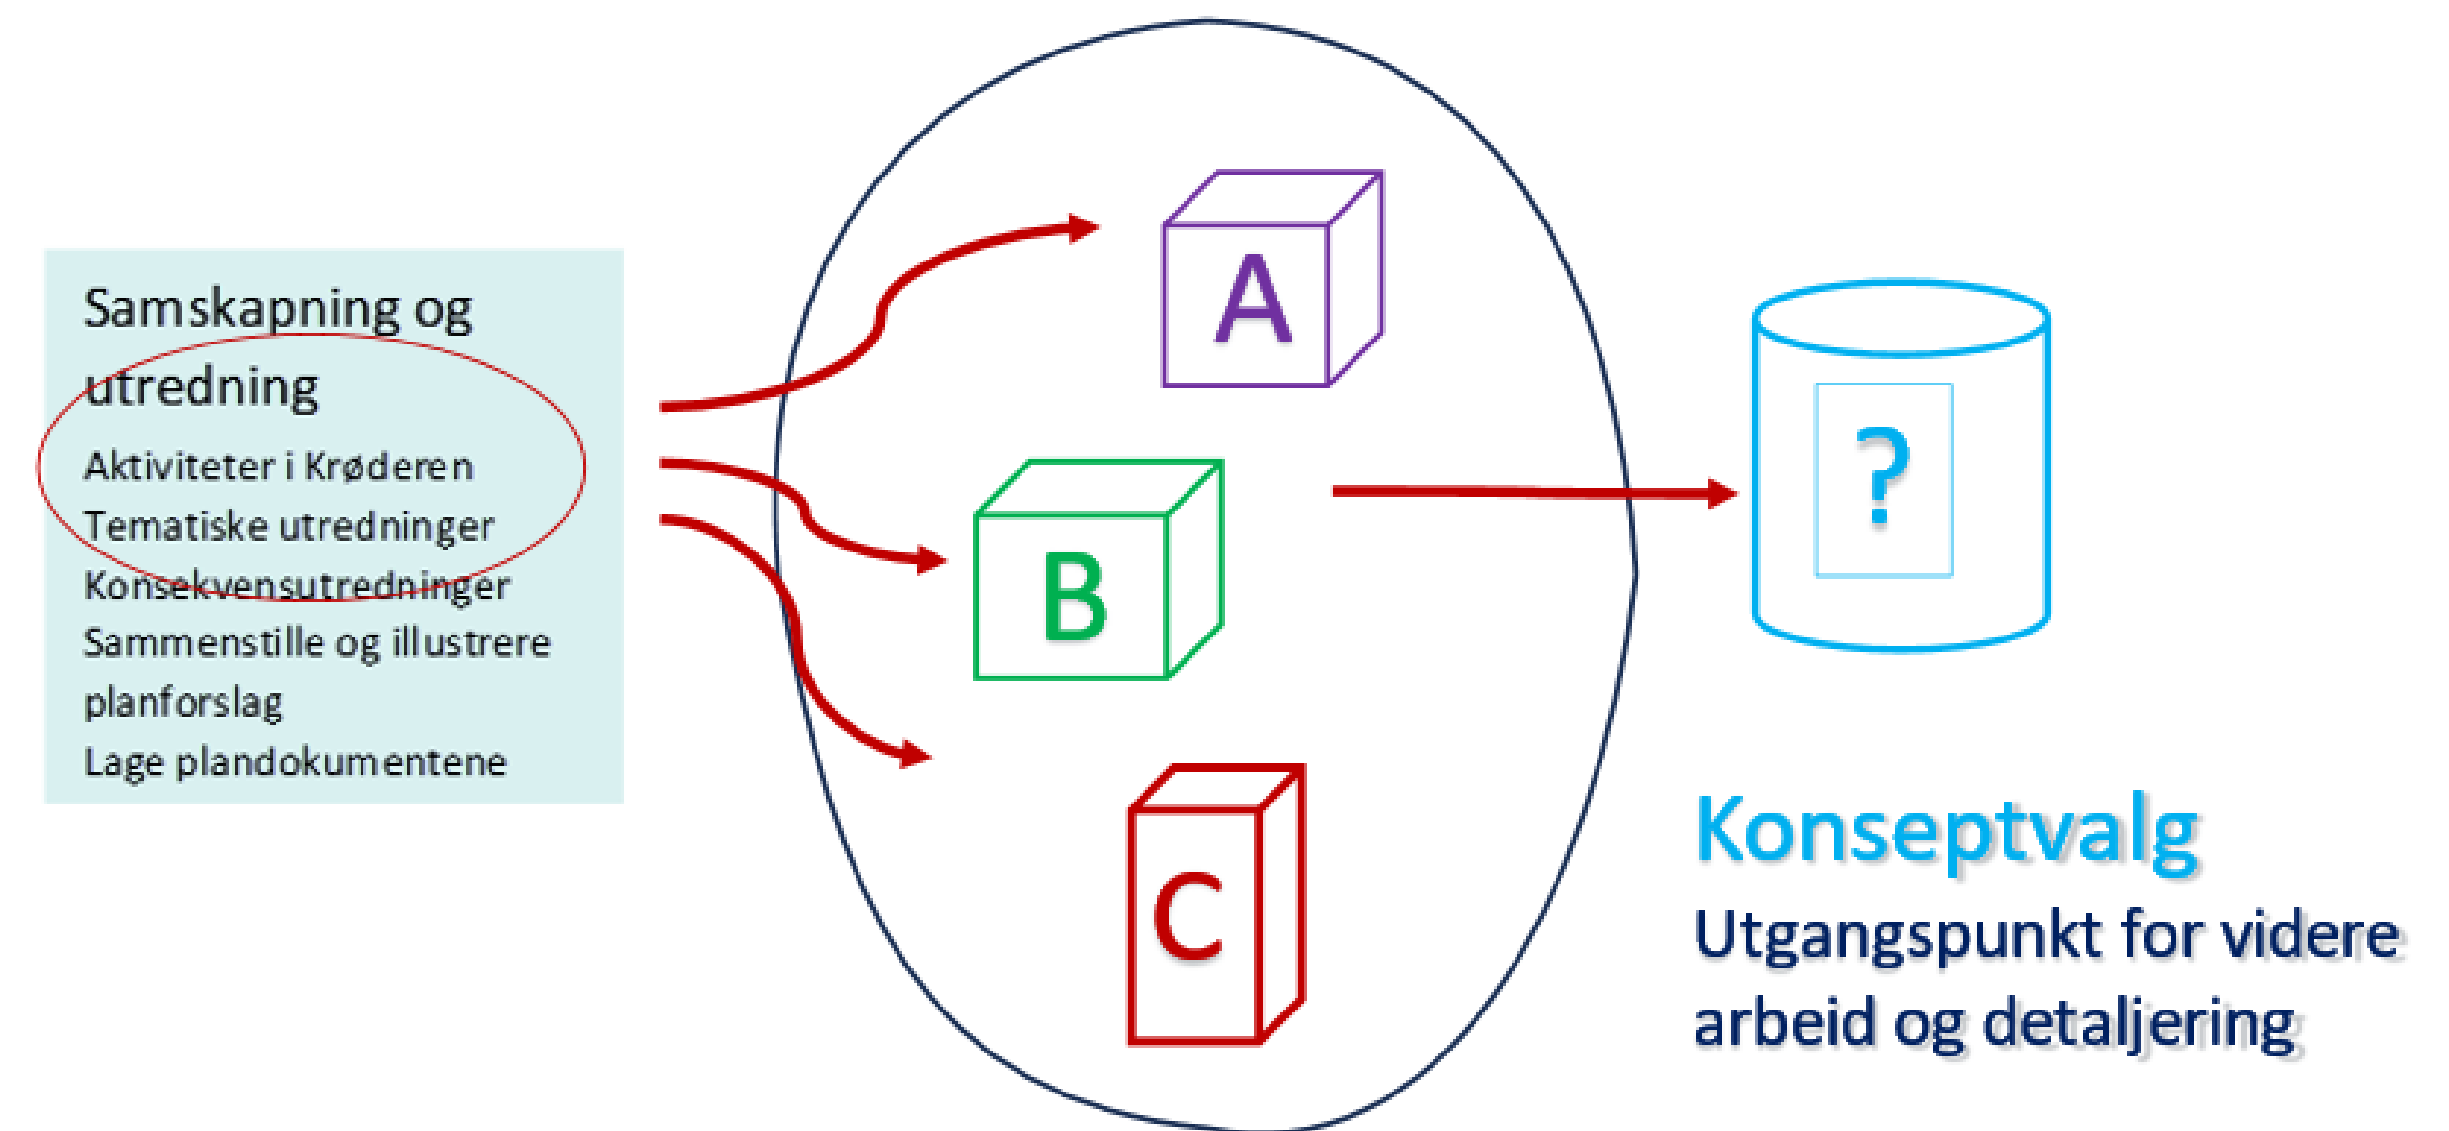 Samskapning og
utredning
Aktiviteter i Krøderen
Tematiske utredninger
Konsekvensutredninger
Sammenstille og illustrere
planforslag
Lage plandokumentene
A
B
C
?
Konseptvalg
Utgangspunkt for videre
arbeid og detaljering